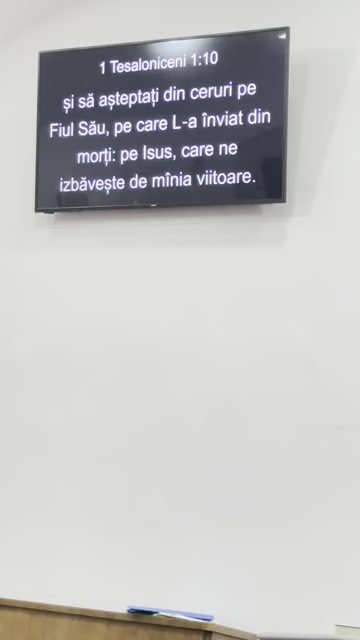 1 Tesaloniceni 1:10
și să așteptați din ceruri pe
Fiul Său, pe care L-a înviat din
morți: pe Isus, care ne
izbăvește de mînia viitoare.